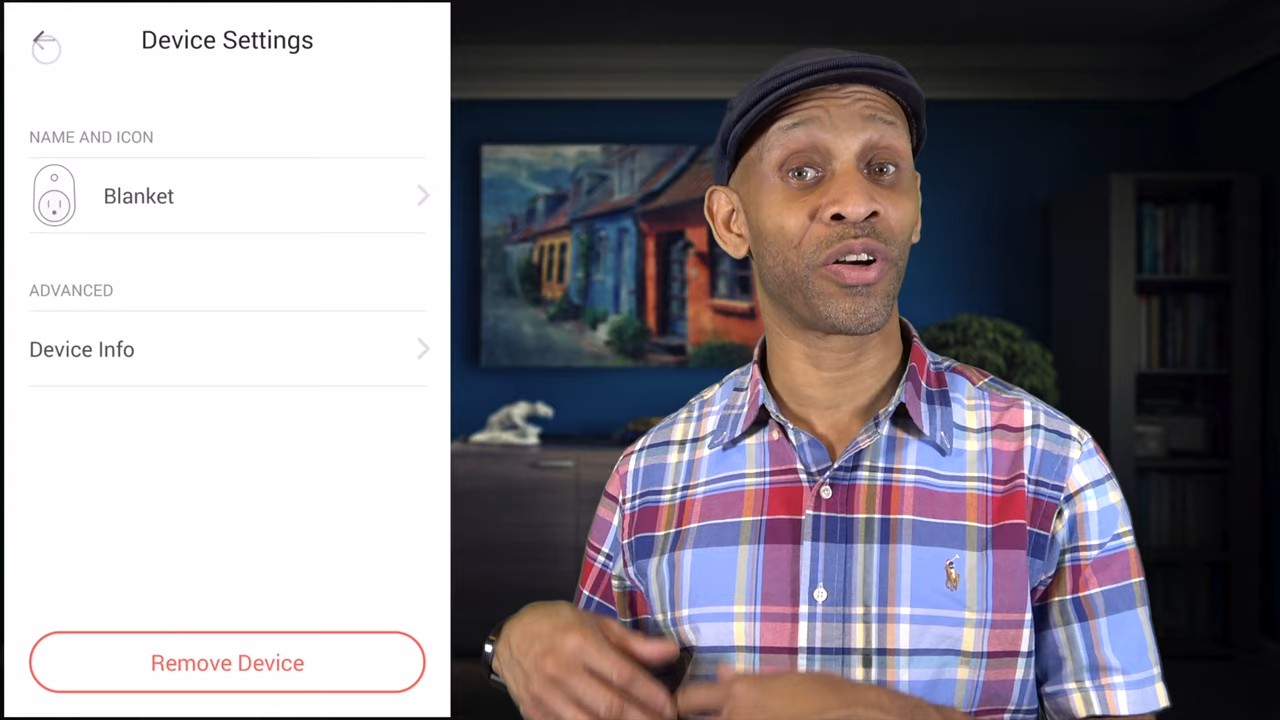 Device Settings
NAME AND ICON
Blanket
ADVANCED
Device Info
Remove Device